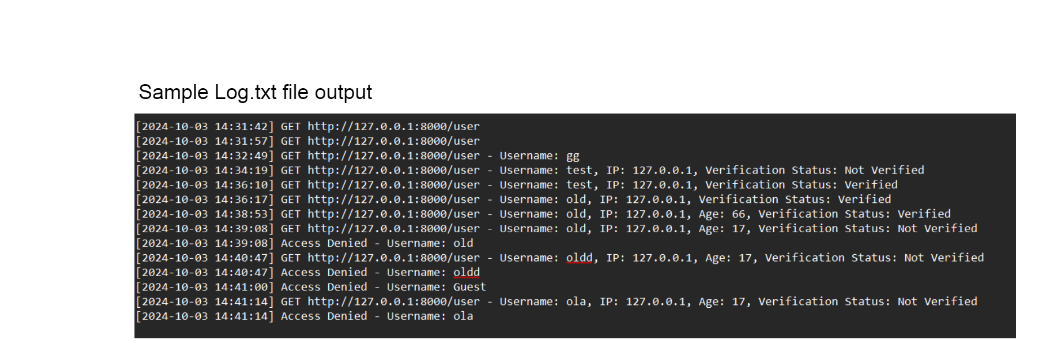 Sample Log.txt file output
[2024-10-03 14:31:42] GET http://127.0.0.1:8000/user
[2024-10-03 14:31:57] GET http://127.0.0.1:8000/user
[2024-10-03 14:32:49] GET http://127.0.0.1:8000/user - Username: gg
[2024-10-03 14:34:19] GET http://127.0.0.1:8000/user - Username: test, IP: 127.0.0.1, Verification Status: Not Verified
[2024-10-03 14:36:10] GET http://127.0.0.1:8000/user - Username: test, IP: 127.0.0.1, Verification Status: Verified
[2024-10-03 14:36:17] GET http://127.0.0.1:8000/user - Username: old, IP: 127.0.0.1, Verification Status: Verified
[2024-10-03 14:38:53] GET http://127.0.0.1:8000/user - Username: old, IP: 127.0.0.1, Age: 66, Verification Status: Verified
[2024-10-03 14:39:08] GET http://127.0.0.1:8000/user - Username: old, IP: 127.0.0.1, Age: 17, Verification Status: Not Verified
[2024-10-03 14:39:08] Access Denied - Username: old
[2024-10-03 14:40:47] GET http://127.0.0.1:8000/user - Username: oldd, IP: 127.0.0.1, Age: 17, Verification Status: Not Verified
[2024-10-03 14:40:47] Access Denied - Username: oldd
[2024-10-03 14:41:00] Access Denied - Username: Guest
[2024-10-03 14:41:14] GET http://127.0.0.1:8000/user - Username: ola, IP: 127.0.0.1, Age: 17, Verification Status: Not Verified
[2024-10-03 14:41:14] Access Denied - Username: ola